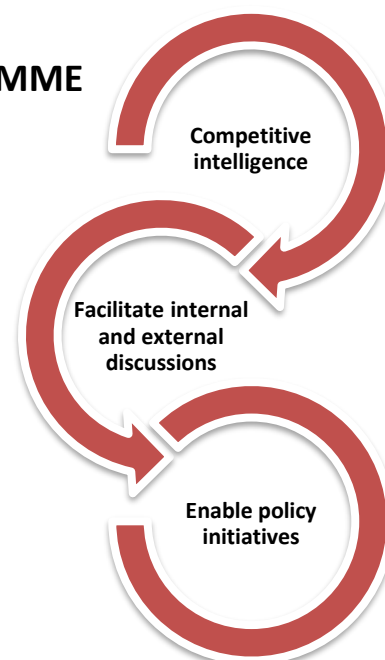 MME
Competitive
intelligence
Facilitate internal
and external
discussions
Enable policy
initiatives